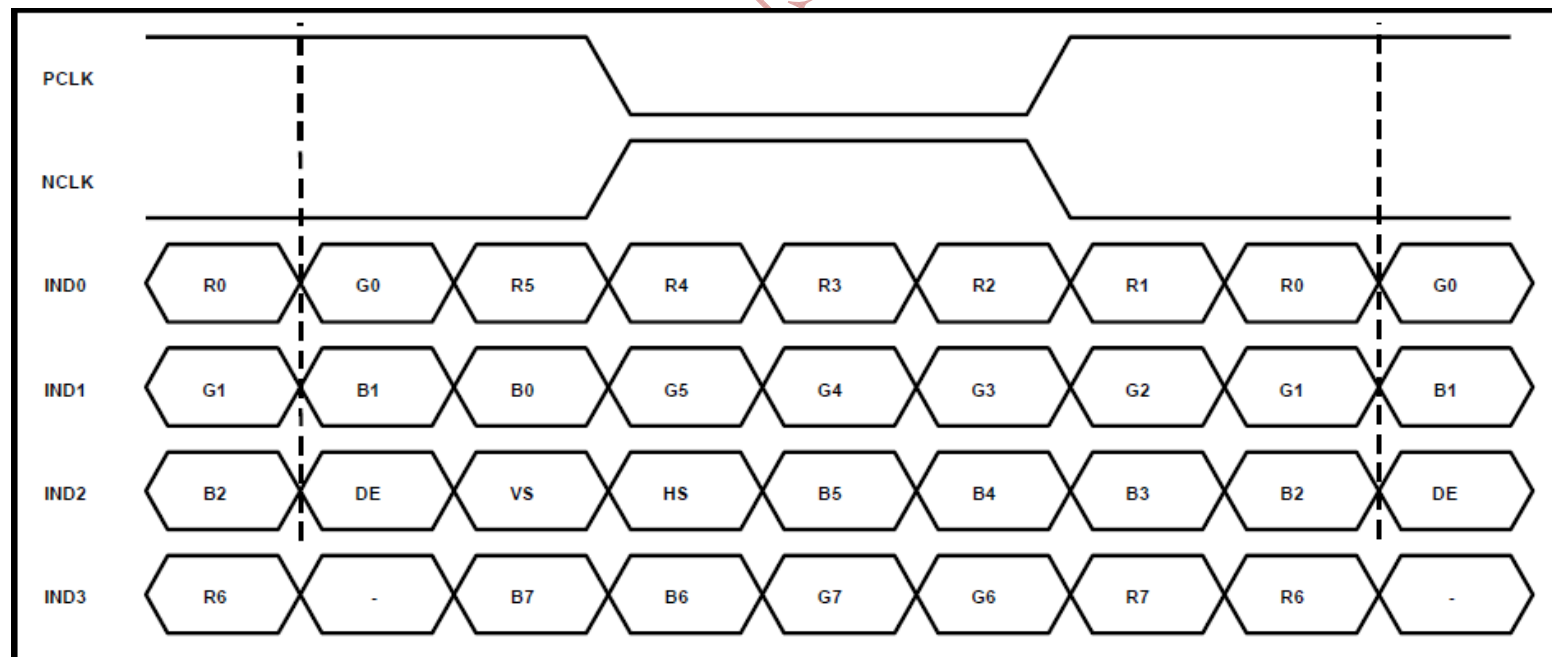 PCLK
NCLK
IND0 R0 G0 R5 R4 R3 R2 R1 R0 G0
IND1 G1 B1 B0 G5 G4 G3 G2 G1 B1
IND2 B2 DE VS HS B5 B4 B3 B2 DE
IND3 R6 - B7 B6 G7 G6 R7 R6 -